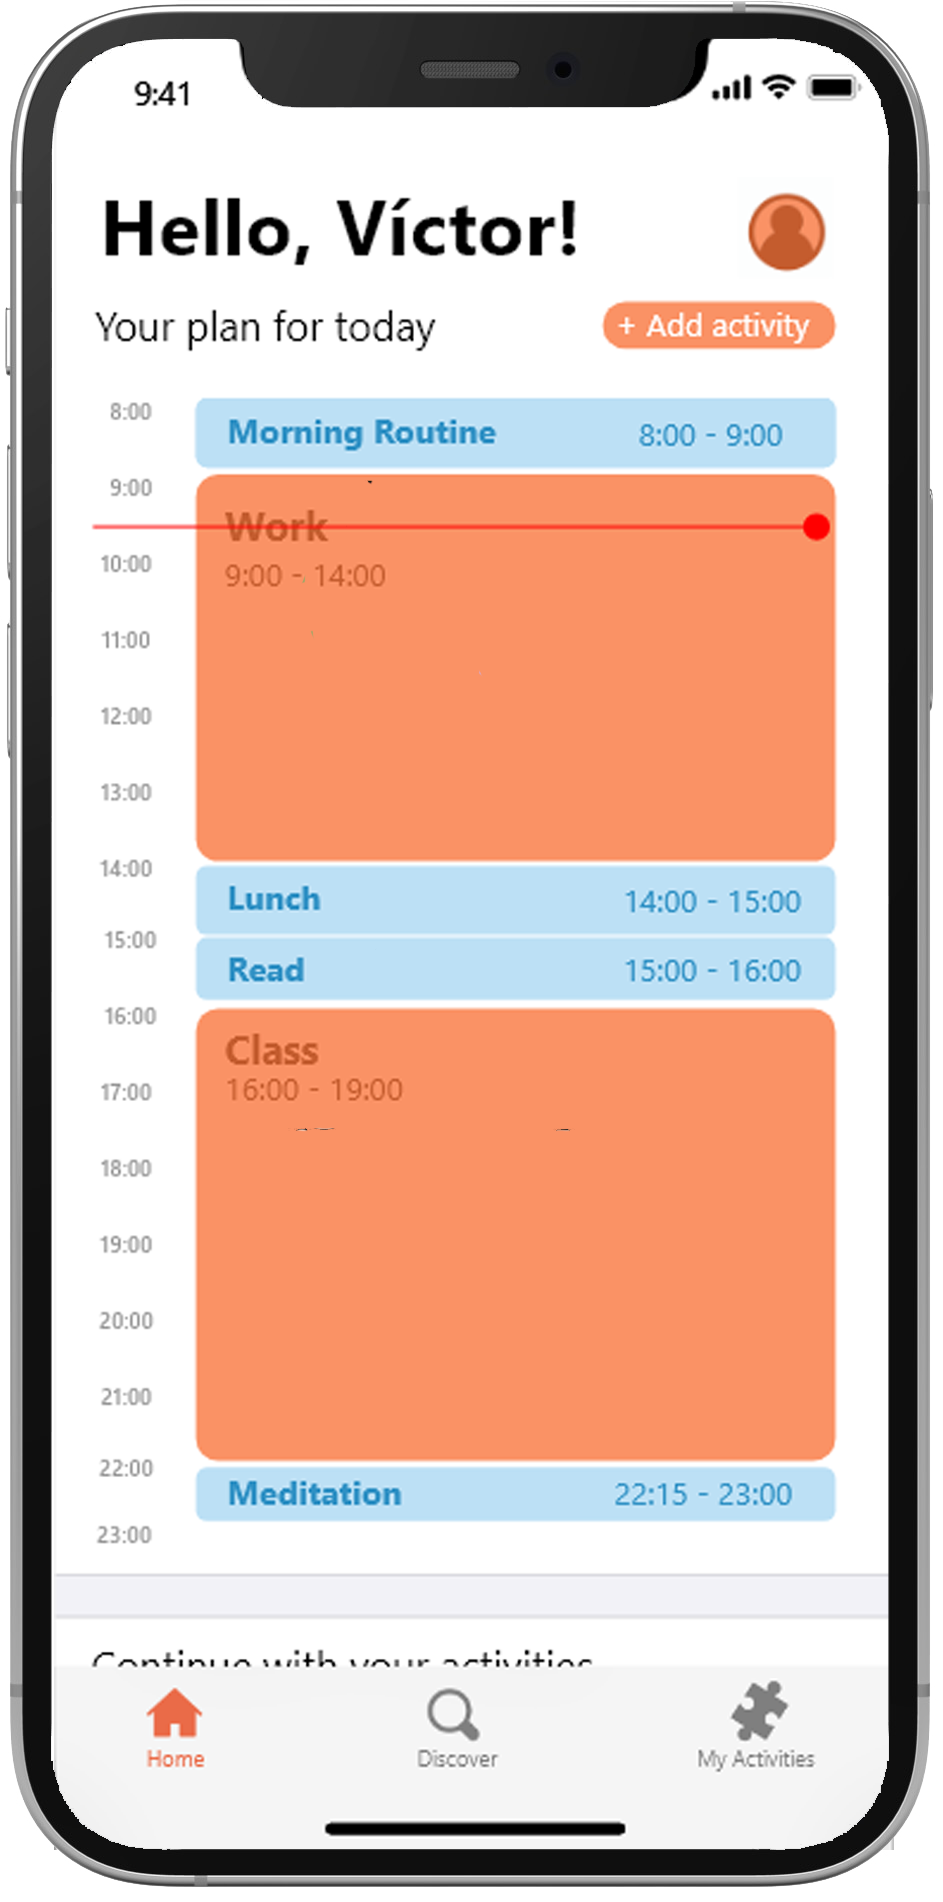 9:41
Hello, Víctor!
Your plan for today
+ Add activity
8:00
Morning Routine 8:00 - 9:00
9:00
Work
10:00
9:00 - 14:00
11:00
12:00
13:00
14:00
Lunch 14:00 - 15:00
15:00
Read 15:00 - 16:00
16:00
Class
16:00 - 19:00
17:00
18:00
19:00
20:00
21:00
22:00
Meditation 22:15 - 23:00
23:00
Continue with your activities
Home
Discover
My Activities